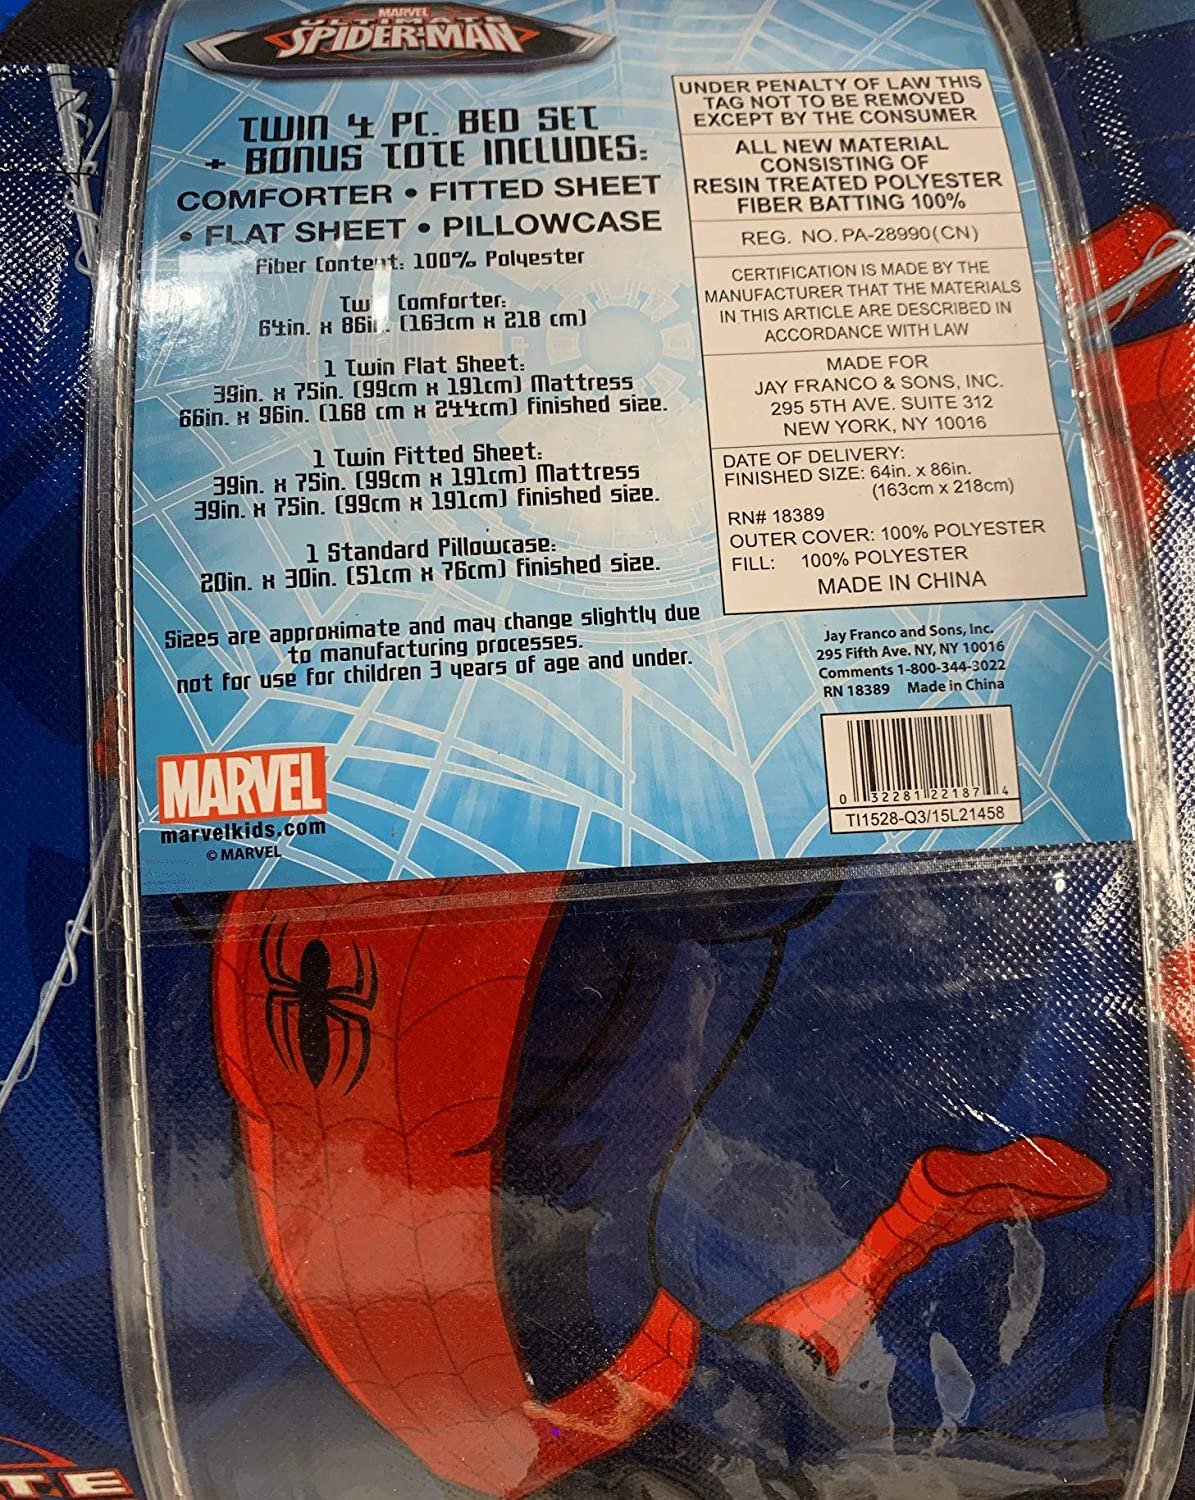 MARVEL
ULTIMATE
SPIDER-MAN
TWIN 4 PC. BED SET
+ BONUS TOTE INCLUDES:
COMFORTER • FITTED SHEET
• FLAT SHEET • PILLOWCASE
Fiber Content: 100% Polyester
Comforter:
64in. x 86in. (163cm x 218 cm)
1 Twin Flat Sheet:
39in. x 75in. (99cm x 191cm) Mattress
66in. x 96in. (168 cm x 244cm) finished size.
1 Twin Fitted Sheet:
39in. x 75in. (99cm x 191cm) Mattress
39in. x 75in. (99cm x 191cm) finished size.
1 Standard Pillowcase:
20in. x 30in. (51cm x 76cm) finished size.
Sizes are approximate and may change slightly due
to manufacturing processes.
not for use for children 3 years of age and under.
MARVEL
marvelkids.com
© MARVEL
UNDER PENALTY OF LAW THIS
TAG NOT TO BE REMOVED
EXCEPT BY THE CONSUMER
ALL NEW MATERIAL
CONSISTING OF
RESIN TREATED POLYESTER
FIBER BATTING 100%
REG. NO. PA-28990(CN)
CERTIFICATION IS MADE BY THE
MANUFACTURER THAT THE MATERIALS
IN THIS ARTICLE ARE DESCRIBED IN
ACCORDANCE WITH LAW
MADE FOR
JAY FRANCO & SONS, INC.
295 5TH AVE. SUITE 312
NEW YORK, NY 10016
DATE OF DELIVERY:
FINISHED SIZE: 64in. x 86in.
(163cm x 218cm)
RN# 18389
OUTER COVER: 100% POLYESTER
FILL: 100% POLYESTER
MADE IN CHINA
Jay Franco and Sons, Inc.
295 Fifth Ave. NY, NY 10016
Comments 1-800-344-3022
RN 18389 Made in China
0 32281 22187 4
TI1528-Q3/15L21458
TE